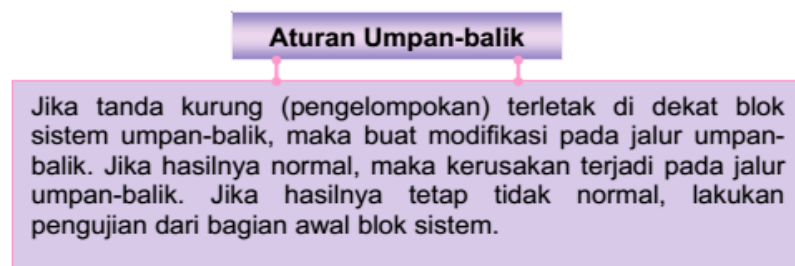 Aturan Umpan-balik
Jika tanda kurung (pengelompokan) terletak di dekat blok
sistem umpan-balik, maka buat modifikasi pada jalur umpan-
balik. Jika hasilnya normal, maka kerusakan terjadi pada jalur
umpan-balik. Jika hasilnya tetap tidak normal, lakukan
pengujian dari bagian awal blok sistem.